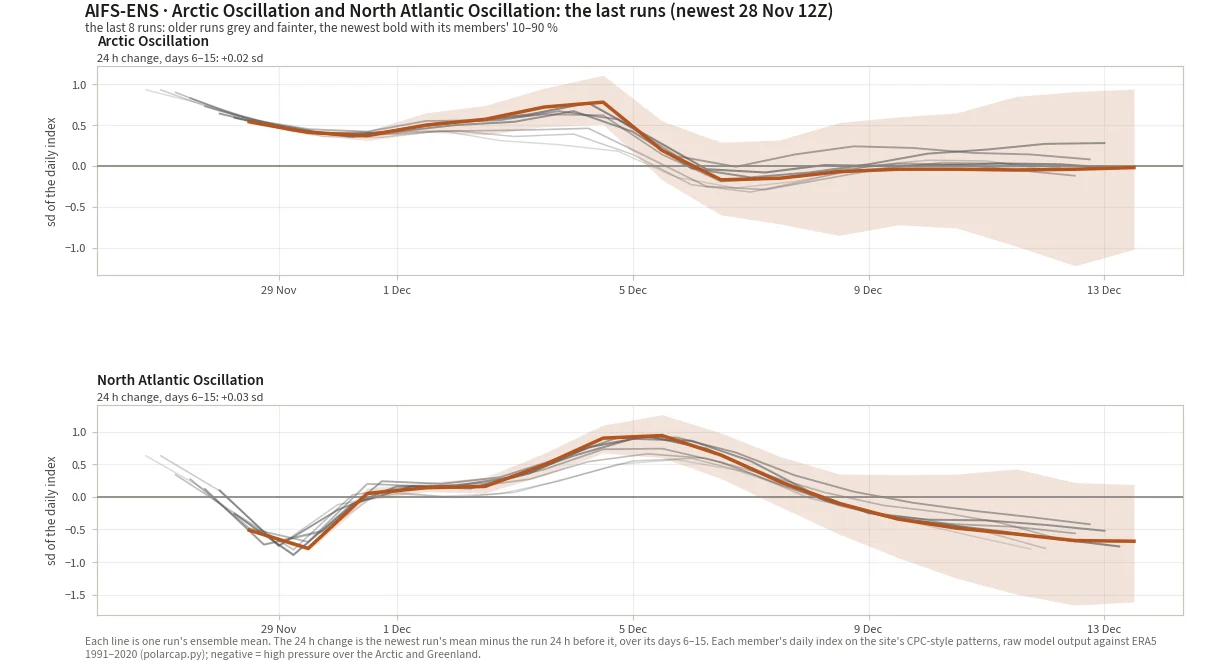 AIFS-ENS · Arctic Oscillation and North Atlantic Oscillation: the last runs (newest 28 Nov 12Z)
the last 8 runs: older runs grey and fainter, the newest bold with its members' 10–90 %
Arctic Oscillation
24 h change, days 6–15: +0.02 sd
1.0
0.5
0.0
−0.5
−1.0
sd of the daily index
29 Nov 1 Dec 5 Dec 9 Dec 13 Dec
North Atlantic Oscillation
24 h change, days 6–15: +0.03 sd
1.0
0.5
0.0
−0.5
−1.0
−1.5
sd of the daily index
29 Nov 1 Dec 5 Dec 9 Dec 13 Dec
Each line is one run's ensemble mean. The 24 h change is the newest run's mean minus the run 24 h before it, over its days 6–15. Each member's daily index on the site's CPC-style patterns, raw model output against ERA5
1991–2020 (polarcap.py); negative = high pressure over the Arctic and Greenland.